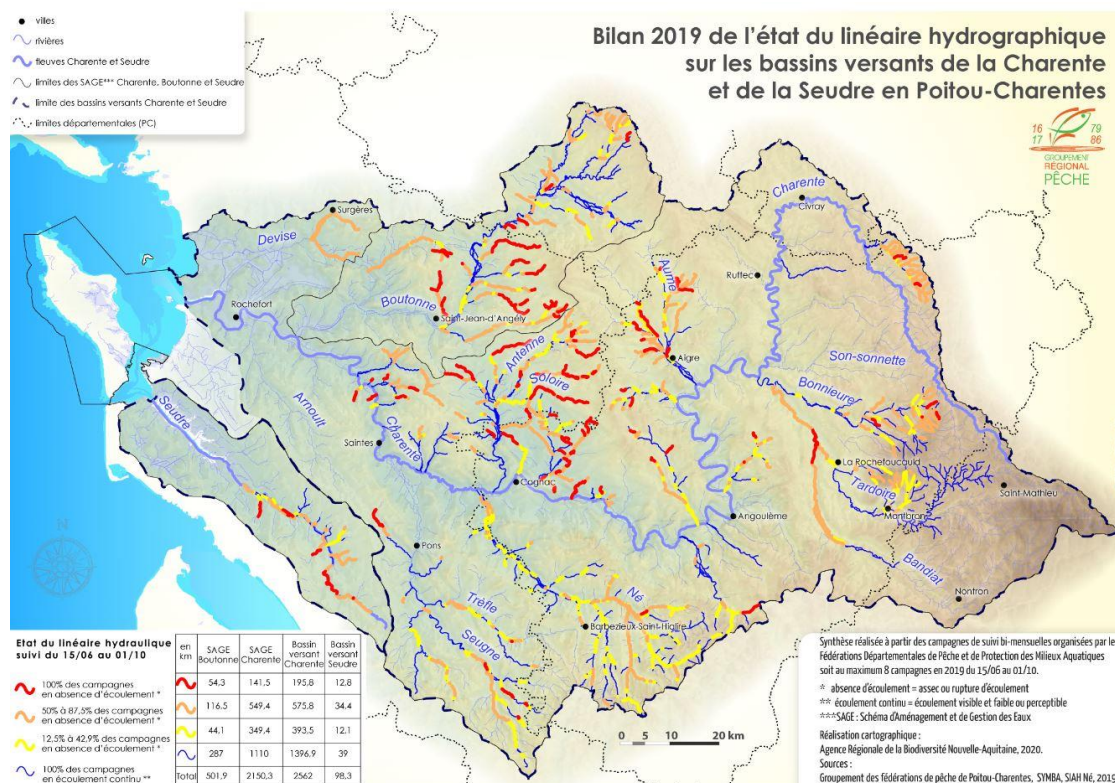 villes
rivières
fleuves Charente et Seudre
limites des SAGE*** Charente, Boutonne et Seudre
limite des bassins versants Charente et Seudre
limites départementales (PC)
Bilan 2019 de l'état du linéaire hydrographique
sur les bassins versants de la Charente
et de la Seudre en Poitou-Charentes
16 79
17 86
GROUPEMENT
RÉGIONAL
PÊCHE
Charente
Civray
Surgères
Devise
Ruffec
Aume
Rochefort
Boutonne
Saint-Jean-d'Angély
Antenne
Aigre
Son-sonnette
Soloire
Bonnieure
Seudre
Arnoult
Charente
Saintes
La Rochefoucauld
Cognac
Tardoire
Saint-Mathieu
Montbron
Angoulême
N
Pons
Bandiat
Né
Nontron
Trèfle
Barbezieux-Saint-Hilaire
Seugne
0 5 10 20 km
Etat du linéaire hydraulique
suivi du 15/06 au 01/10
en km SAGE Boutonne SAGE Charente Bassin versant Charente Bassin versant Seudre
100% des campagnes
en absence d'écoulement *
54,3 141,5 195,8 12,8
50% à 87,5% des campagnes
en absence d'écoulement *
116,5 549,4 575,8 34,4
12,5% à 42,9% des campagnes
en absence d'écoulement *
44,1 349,4 393,5 12,1
100% des campagnes
en écoulement continu **
287 1110 1396,9 39
Total 501,9 2150,3 2562 98,3
Synthèse réalisée à partir des campagnes de suivi bi-mensuelles organisées par les
Fédérations Départementales de Pêche et de Protection des Milieux Aquatiques
soit au maximum 8 campagnes en 2019 du 15/06 au 01/10.
* absence d'écoulement = assec ou rupture d'écoulement
** écoulement continu = écoulement visible et faible ou perceptible
***SAGE : Schéma d'Aménagement et de Gestion des Eaux
Réalisation cartographique :
Agence Régionale de la Biodiversité Nouvelle-Aquitaine, 2020.
Sources :
Groupement des fédérations de pêche de Poitou-Charentes, SYMBA, SIAH Né, 2019